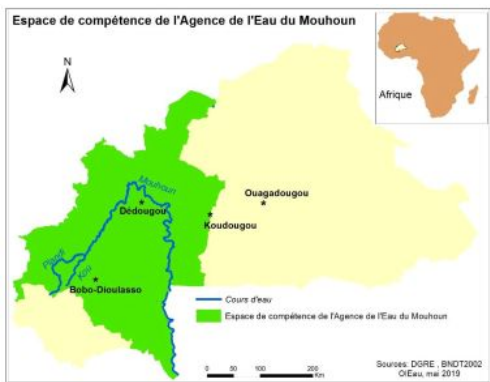 Espace de compétence de l'Agence de l'Eau du Mouhoun
N
Afrique
Mouhoun
Ouagadougou
Dédougou
Koudougou
Plandi
Kou
Bobo-Dioulasso
Cours d'eau
Espace de compétence de l'Agence de l'Eau du Mouhoun
0 50 100 150 200
Km
Sources: DGRE , BNDT2002
OIEau, mai 2019